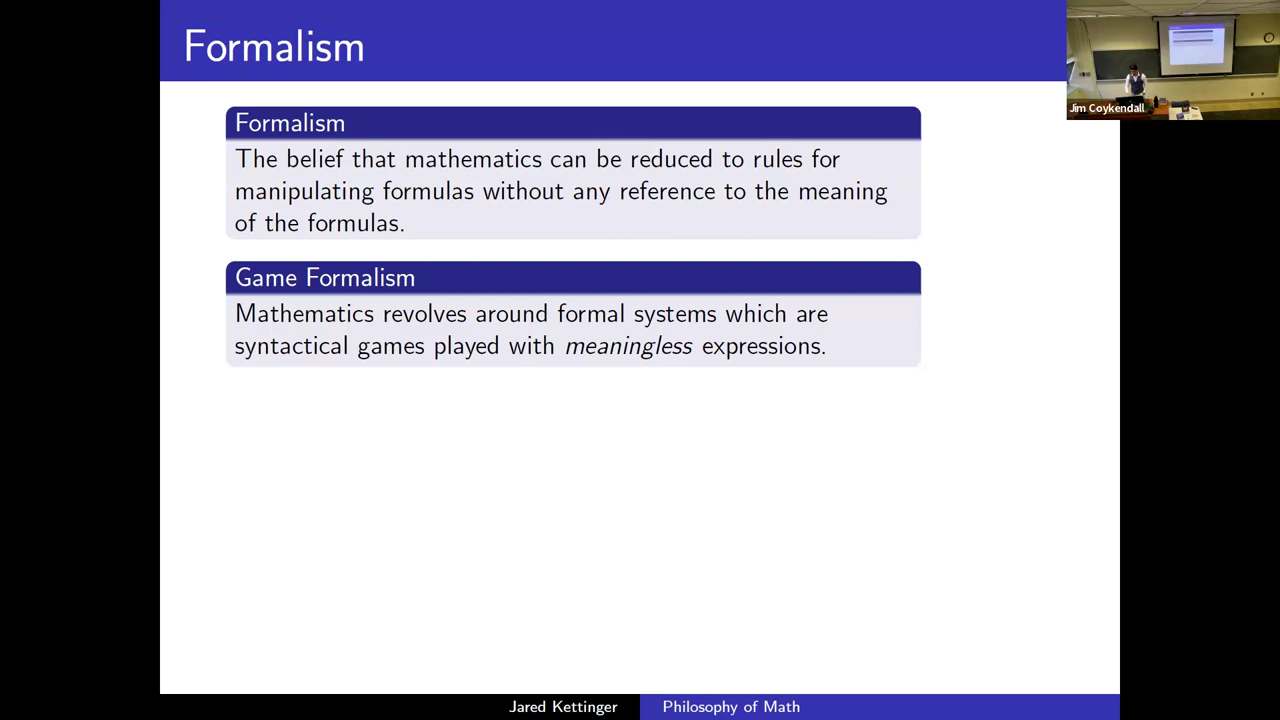 Formalism
Jim Coykendall
Formalism
The belief that mathematics can be reduced to rules for
manipulating formulas without any reference to the meaning
of the formulas.
Game Formalism
Mathematics revolves around formal systems which are
syntactical games played with meaningless expressions.
Jared Kettinger
Philosophy of Math